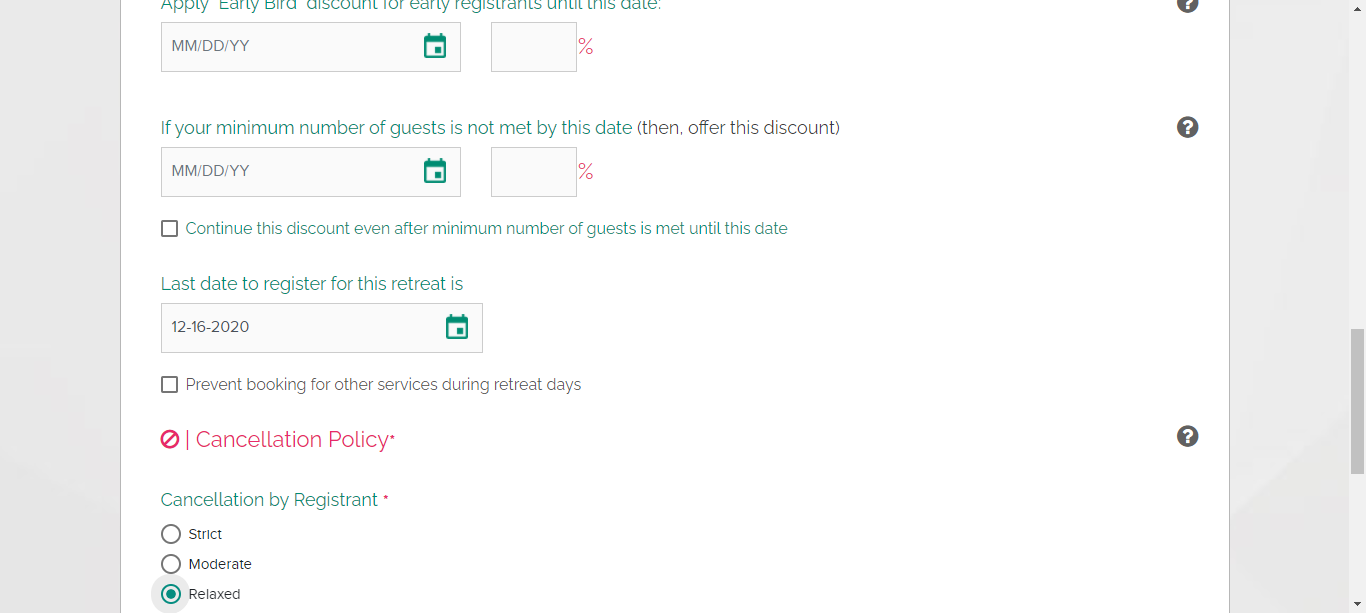 Apply "Early Bird" discount for early registrants until this date:
MM/DD/YY
%
If your minimum number of guests is not met by this date (then, offer this discount)
MM/DD/YY
%
Continue this discount even after minimum number of guests is met until this date
Last date to register for this retreat is
12-16-2020
Prevent booking for other services during retreat days
| Cancellation Policy*
Cancellation by Registrant *
Strict
Moderate
Relaxed